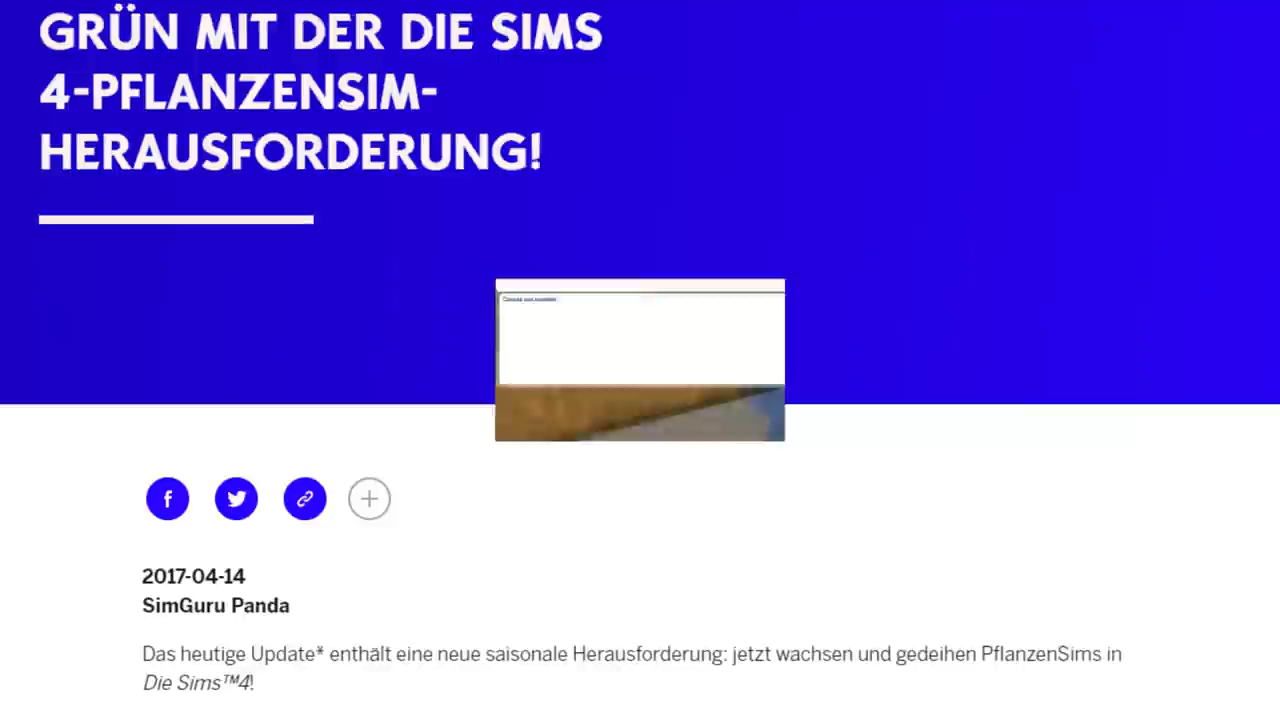 GRÜN MIT DER DIE SIMS
4-PFLANZENSIM-
HERAUSFORDERUNG!
2017-04-14
SimGuru Panda
Das heutige Update* enthält eine neue saisonale Herausforderung: jetzt wachsen und gedeihen PflanzenSims in
Die Sims™4!